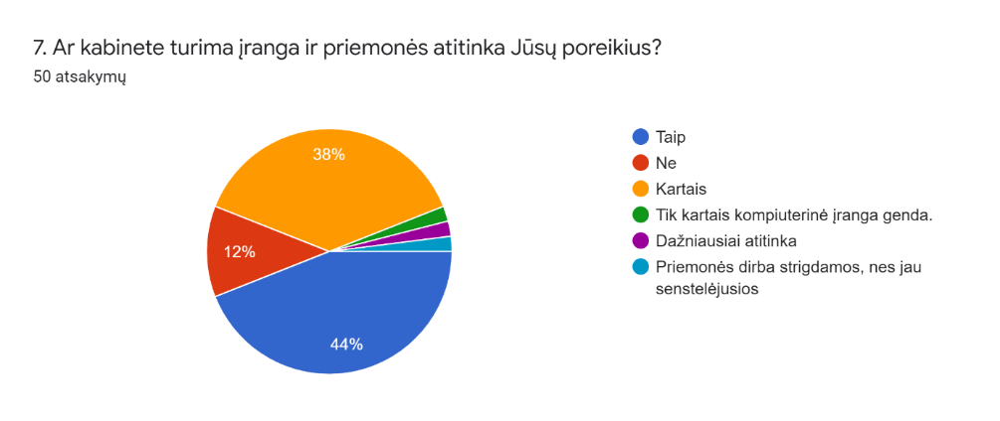 7. Ar kabinete turima įranga ir priemonės atitinka Jūsų poreikius?
50 atsakymų
38%
12%
44%
Taip
Ne
Kartais
Tik kartais kompiuterinė įranga genda.
Dažniausiai atitinka
Priemonės dirba strigdamos, nes jau
senstelėjusios